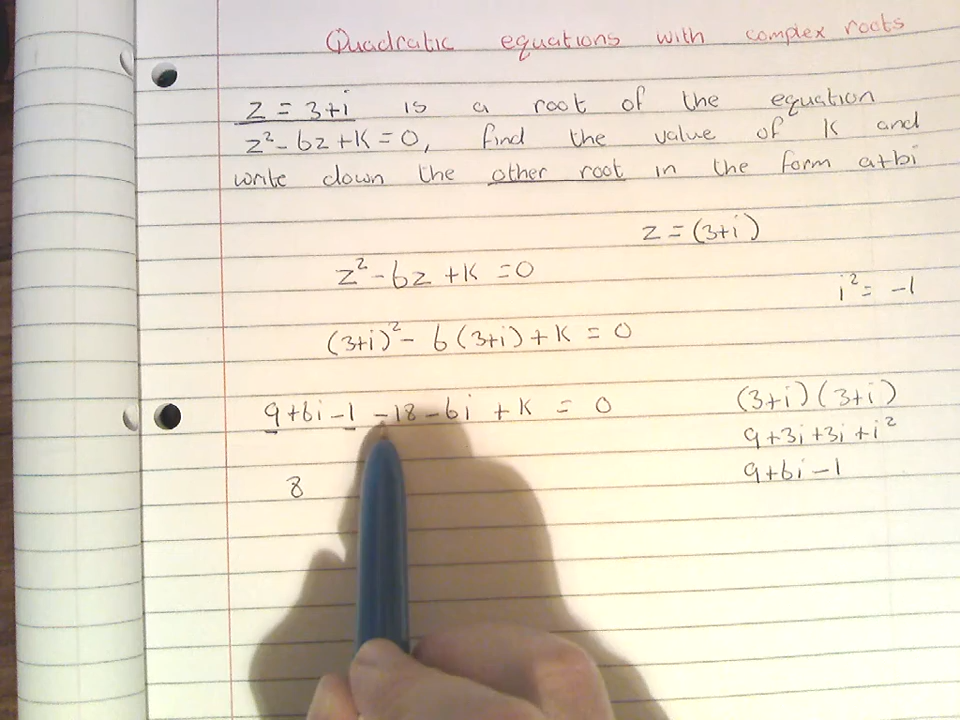 Quadratic equations with complex roots
z = 3+i is a root of the equation
z² - 6z + K = 0, find the value of K and
write down the other root in the form a+bi
z = (3+i)
z² - 6z + K = 0
i² = -1
(3+i)² - 6(3+i) + K = 0
9 + 6i - 1 - 18 - 6i + K = 0
(3+i)(3+i)
9 + 3i + 3i + i²
9 + 6i - 1
8